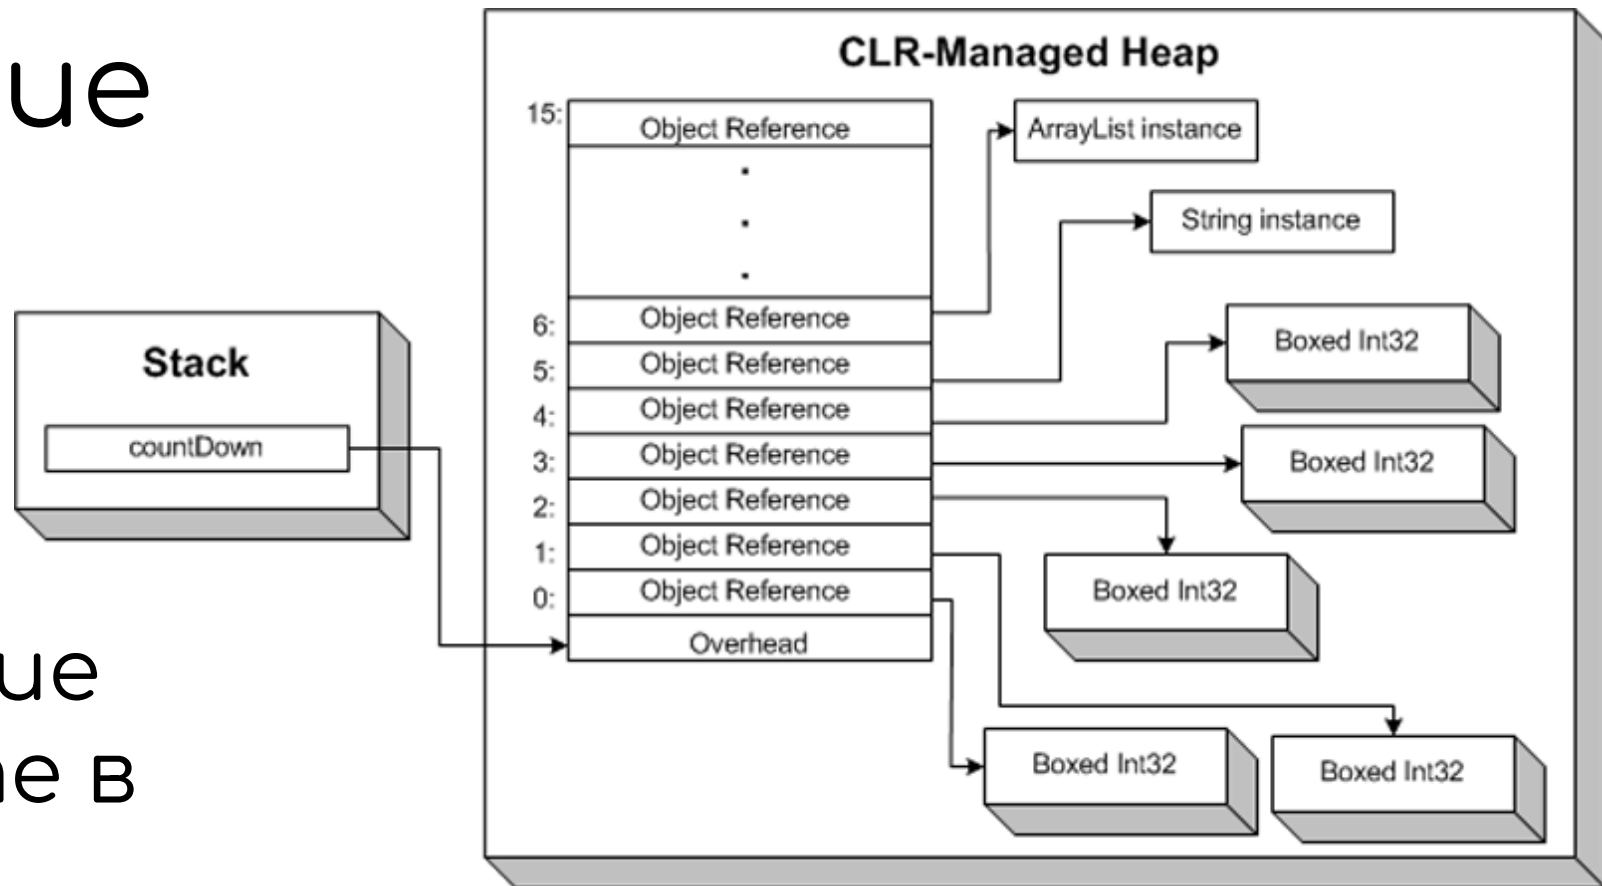 ue
ue
ne в
CLR-Managed Heap
15:
Object Reference
.
.
.
6:
Object Reference
5:
Object Reference
4:
Object Reference
3:
Object Reference
2:
Object Reference
1:
Object Reference
0:
Object Reference
Overhead
ArrayList instance
String instance
Boxed Int32
Boxed Int32
Boxed Int32
Boxed Int32
Boxed Int32
Stack
countDown